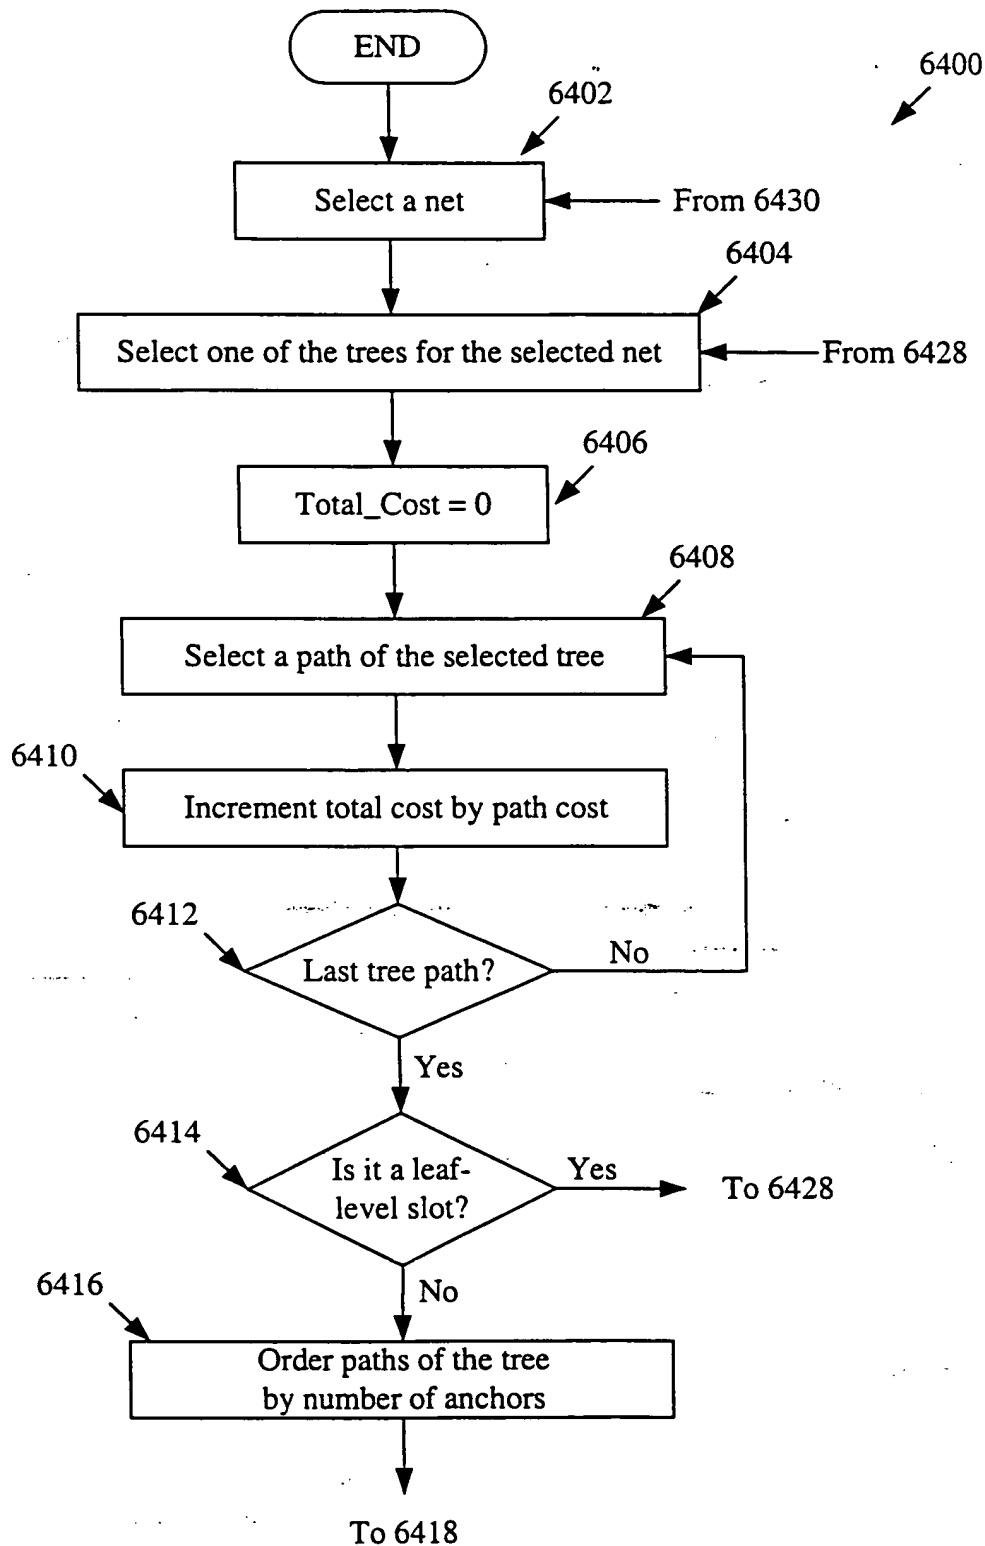 END
6400
6402
Select a net
From 6430
6404
Select one of the trees for the selected net
From 6428
6406
Total_Cost = 0
6408
Select a path of the selected tree
6410
Increment total cost by path cost
6412
Last tree path?
No
Yes
6414
Is it a leaf-
level slot?
Yes
To 6428
No
6416
Order paths of the tree
by number of anchors
To 6418